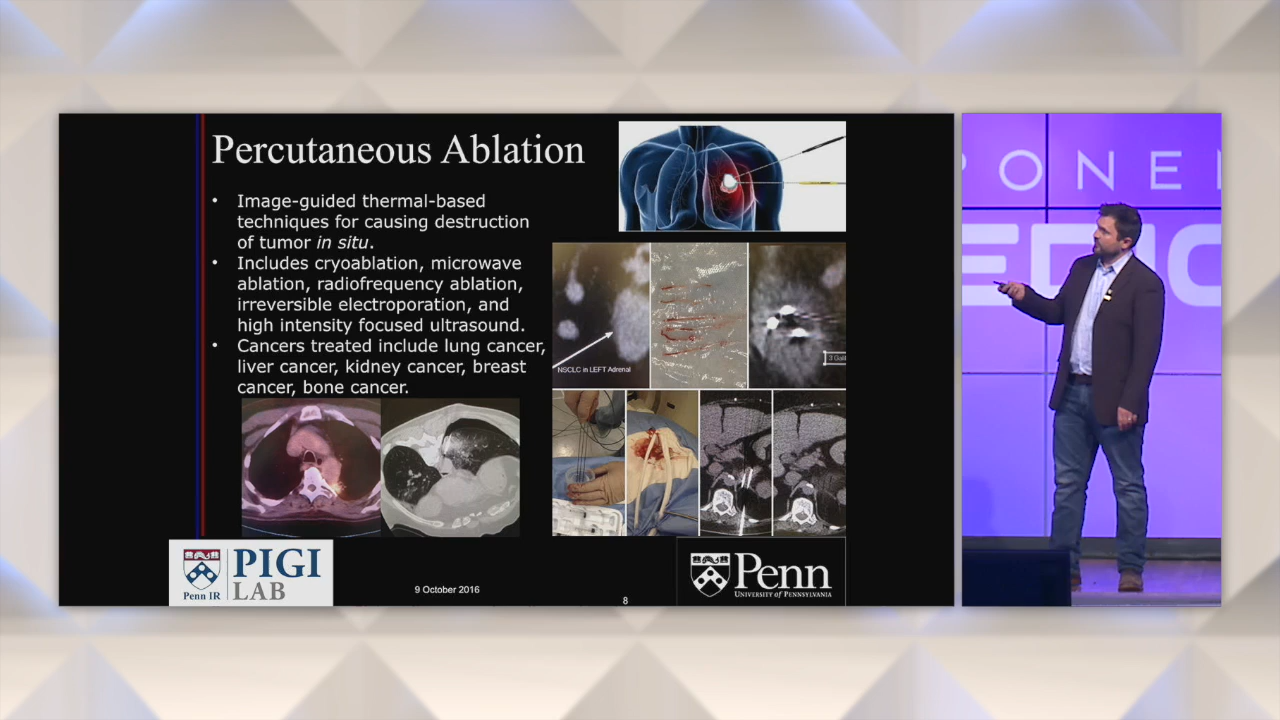 Percutaneous Ablation
• Image-guided thermal-based
techniques for causing destruction
of tumor in situ.
• Includes cryoablation, microwave
ablation, radiofrequency ablation,
irreversible electroporation, and
high intensity focused ultrasound.
• Cancers treated include lung cancer,
liver cancer, kidney cancer, breast
cancer, bone cancer.
NSCLC in LEFT Adrenal
Penn IR
PIGI
LAB
9 October 2016
8
Penn
UNIVERSITY OF PENNSYLVANIA
PONE
EDIC